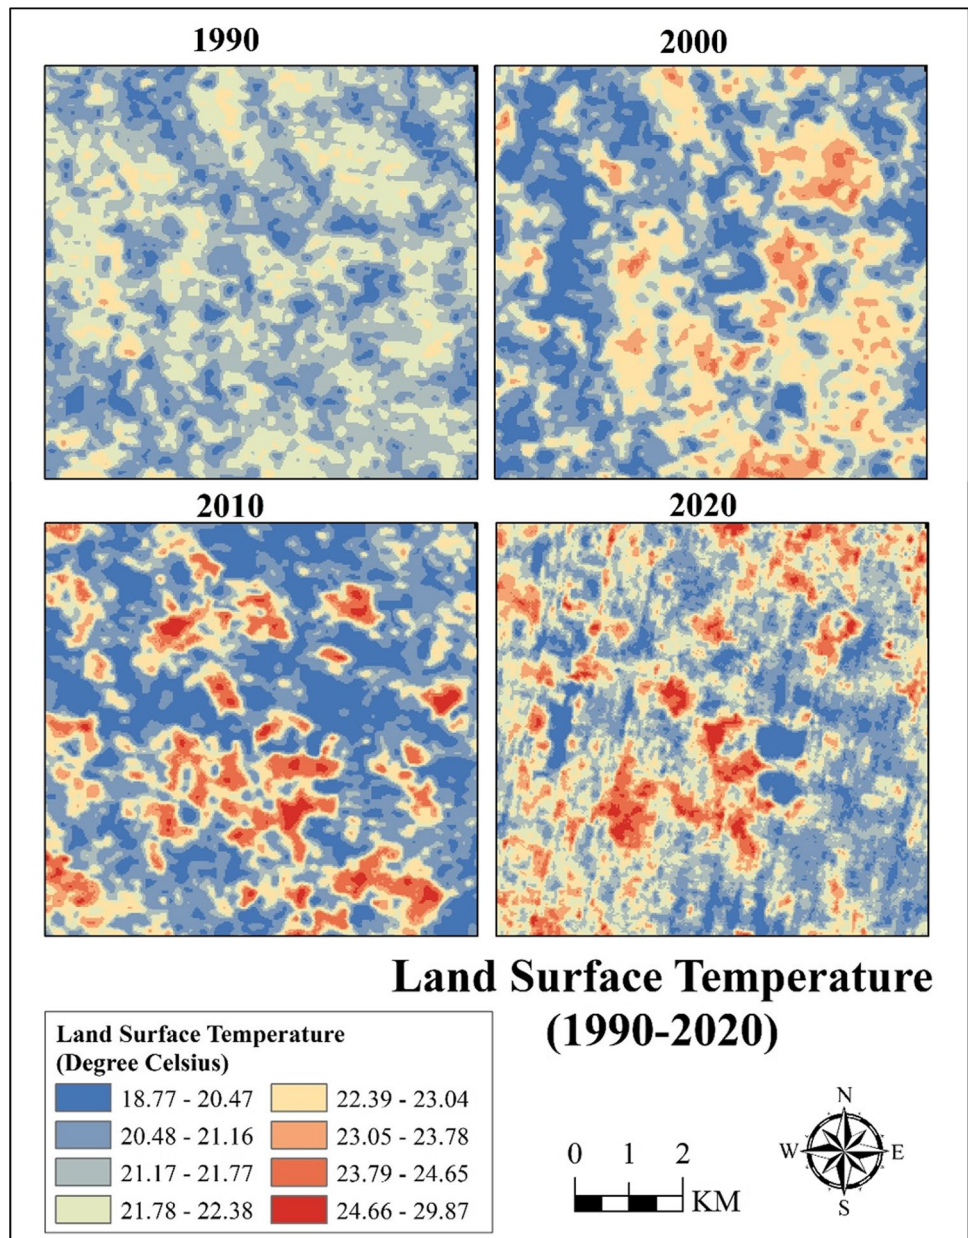 1990
2000
2010
2020
Land Surface Temperature
(1990-2020)
Land Surface Temperature
(Degree Celsius)
18.77 - 20.47
22.39 - 23.04
20.48 - 21.16
23.05 - 23.78
21.17 - 21.77
23.79 - 24.65
21.78 - 22.38
24.66 - 29.87
0 1 2
KM
N
W
E
S